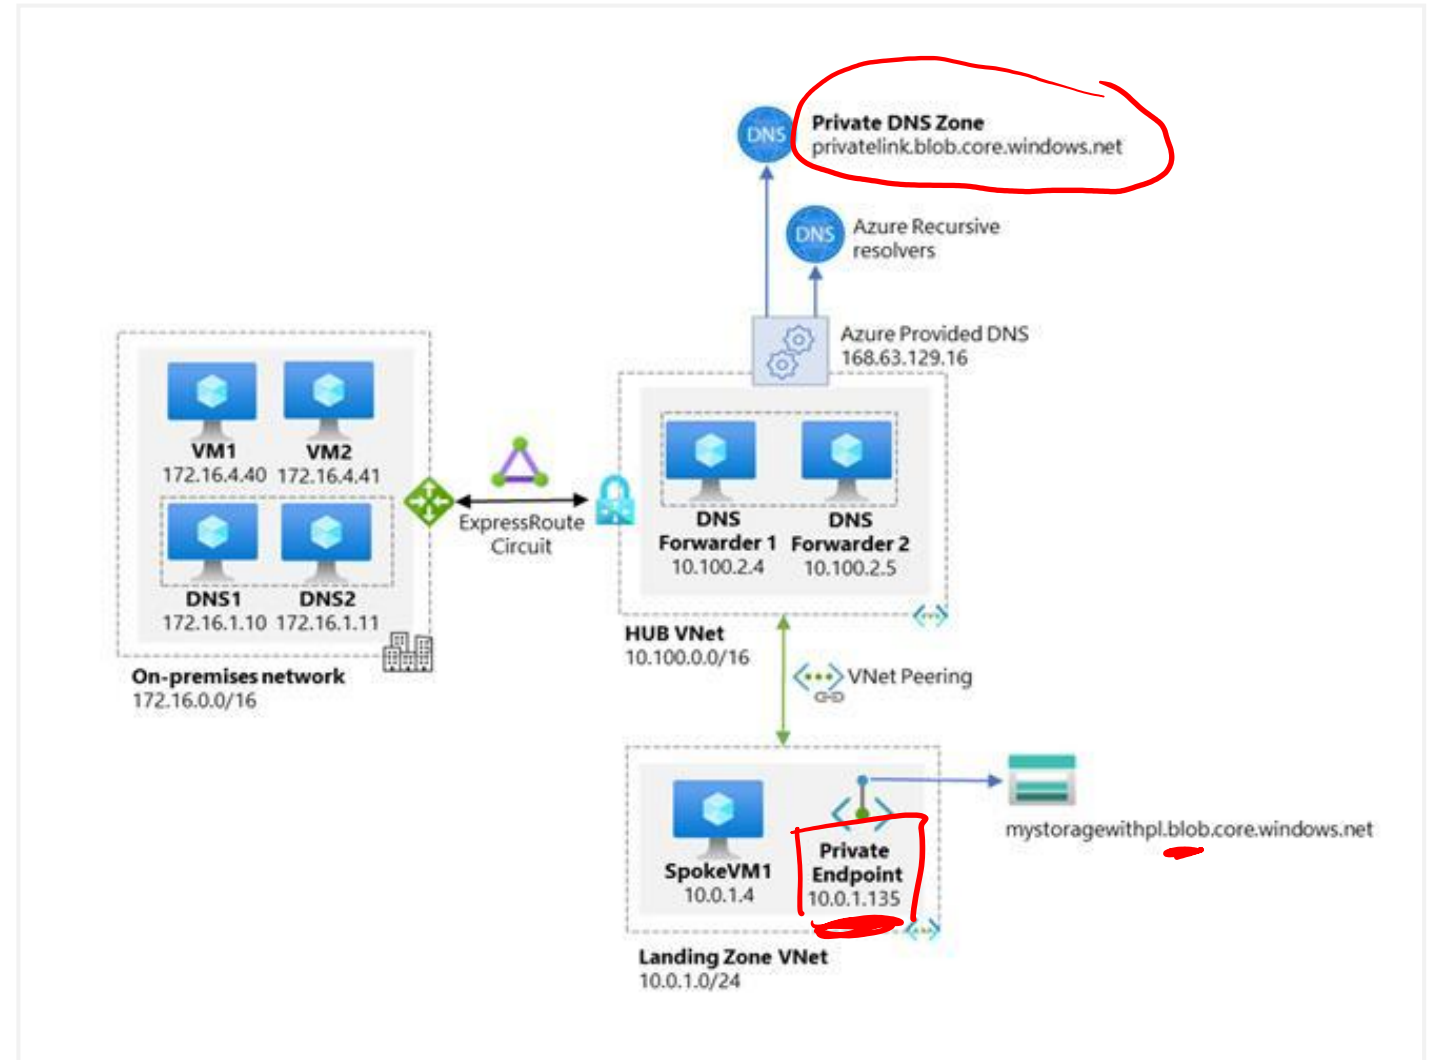 Private DNS Zone
privatelink.blob.core.windows.net
DNS
Azure Recursive
resolvers
DNS
Azure Provided DNS
168.63.129.16
VM1
172.16.4.40
VM2
172.16.4.41
DNS1
172.16.1.10
DNS2
172.16.1.11
On-premises network
172.16.0.0/16
ExpressRoute
Circuit
DNS
Forwarder 1
10.100.2.4
DNS
Forwarder 2
10.100.2.5
HUB VNet
10.100.0.0/16
VNet Peering
SpokeVM1
10.0.1.4
Private
Endpoint
10.0.1.135
mystoragewithpl.blob.core.windows.net
Landing Zone VNet
10.0.1.0/24